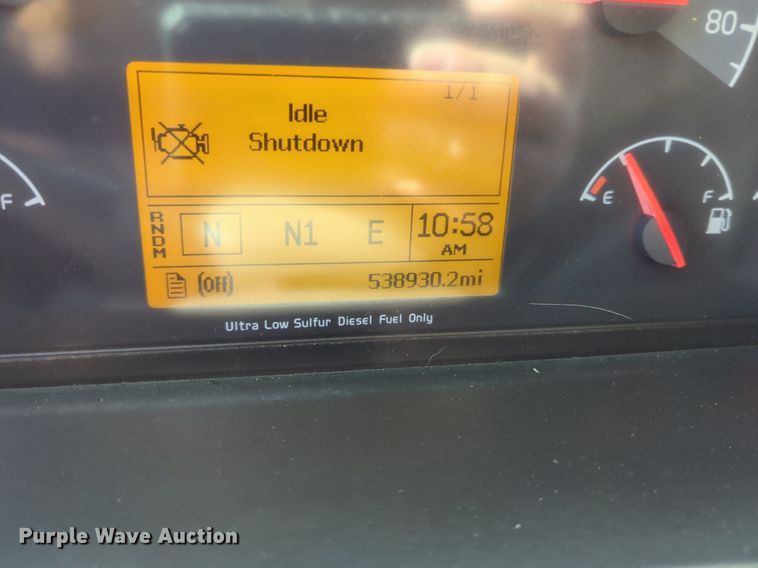 1/1
Idle
Shutdown
80
F
E F
RNDM
N N1 E 10:58
AM
(OFF) 538930.2mi
Ultra Low Sulfur Diesel Fuel Only
Purple Wave Auction